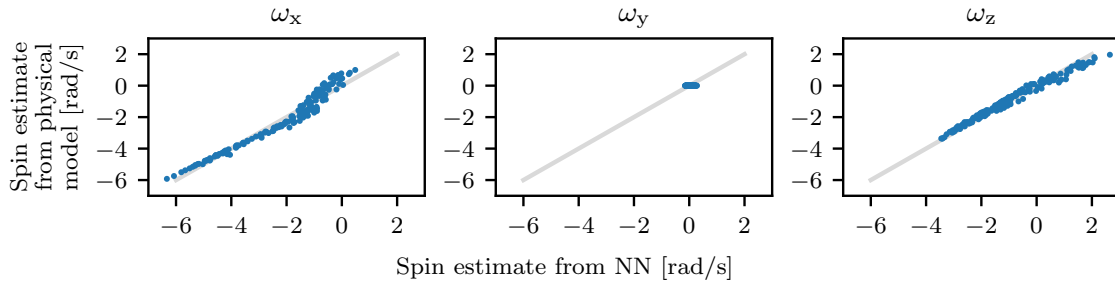 ωx
ωy
ωz
Spin estimate
from physical
model [rad/s]
2
0
−2
−4
−6
2
0
−2
−4
−6
2
0
−2
−4
−6
−6 −4 −2 0 2
−6 −4 −2 0 2
−6 −4 −2 0 2
Spin estimate from NN [rad/s]